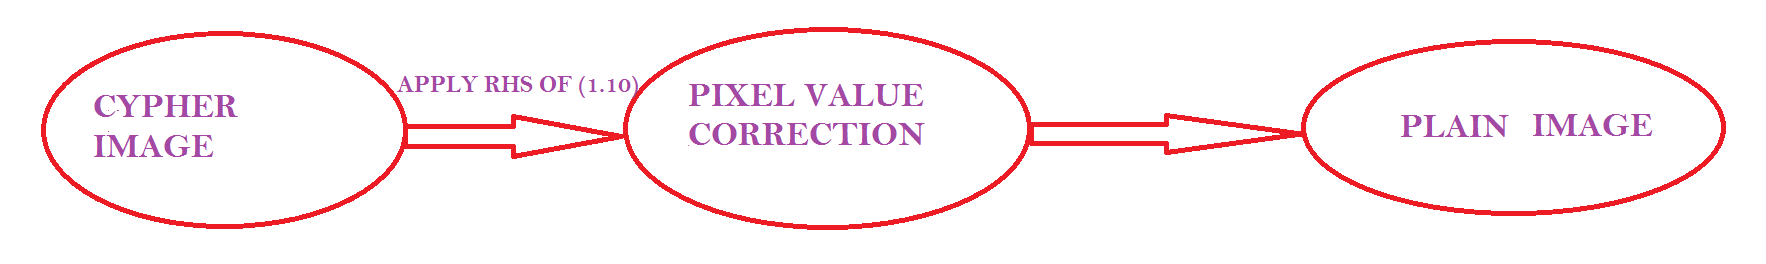 CYPHER
IMAGE
APPLY RHS OF (1.10)
PIXEL VALUE
CORRECTION
PLAIN IMAGE